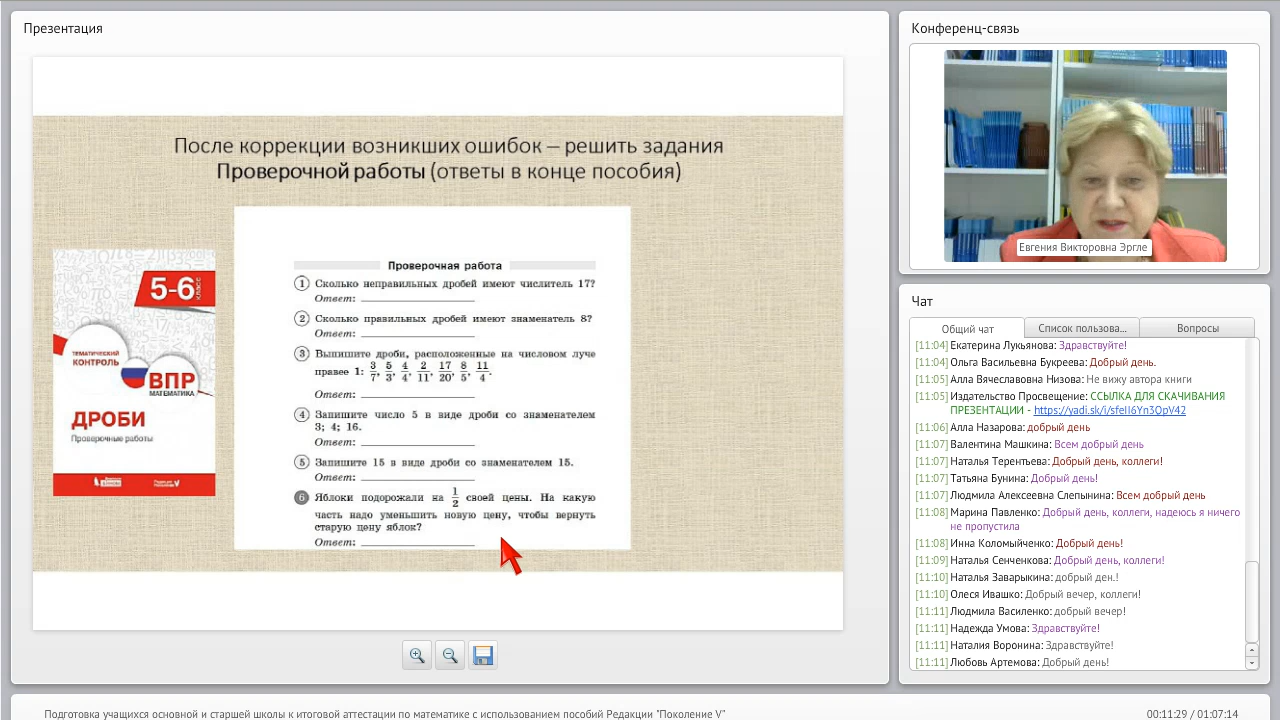 Презентация
После коррекции возникших ошибок – решить задания
Проверочной работы (ответы в конце пособия)
5-6 класс
ТЕМАТИЧЕСКИЙ
КОНТРОЛЬ
ВПР
МАТЕМАТИКА
ДРОБИ
Проверочные работы
Проверочная работа
1 Сколько неправильных дробей имеют числитель 17?
Ответ:
2 Сколько правильных дробей имеют знаменатель 8?
Ответ:
3 Выпишите дроби, расположенные на числовом луче
правее 1: 3/7, 5/3, 3/4, 2/11, 17/20, 8/5, 11/4.
Ответ:
4 Запишите число 5 в виде дроби со знаменателем
3; 4; 16.
Ответ:
5 Запишите 15 в виде дроби со знаменателем 15.
Ответ:
6 Яблоки подорожали на 1/2 своей цены. На какую
часть надо уменьшить новую цену, чтобы вернуть
старую цену яблок?
Ответ:
Конференц-связь
Евгения Викторовна Эргле
Чат
Общий чат
Список пользова...
Вопросы
[11:04] Екатерина Лукьянова: Здравствуйте!
[11:04] Ольга Васильевна Букреева: Добрый день.
[11:05] Алла Вячеславовна Низова: Не вижу автора книги
[11:05] Издательство Просвещение: ССЫЛКА ДЛЯ СКАЧИВАНИЯ
ПРЕЗЕНТАЦИИ - https://yadi.sk/i/sfeII6Yn3QpV42
[11:06] Алла Назарова: добрый день
[11:07] Валентина Машкина: Всем добрый день
[11:07] Наталья Терентьева: Добрый день, коллеги!
[11:07] Татьяна Бунина: Добрый день!
[11:07] Людмила Алексеевна Слепынина: Всем добрый день
[11:08] Марина Павленко: Добрый день, коллеги, надеюсь я ничего
не пропустила
[11:08] Инна Коломыйченко: Добрый день!
[11:09] Наталья Сенченкова: Добрый день, коллеги!
[11:10] Наталья Заварыкина: добрый ден.!
[11:10] Олеся Ивашко: Добрый вечер, коллеги!
[11:11] Людмила Василенко: добрый вечер!
[11:11] Надежда Умова: Здравствуйте!
[11:11] Наталия Воронина: Здравствуйте!
[11:11] Любовь Артемова: Добрый день!
Подготовка учащихся основной и старшей школы к итоговой аттестации по математике с использованием пособий Редакции "Поколение V"
00:11:29 / 01:07:14